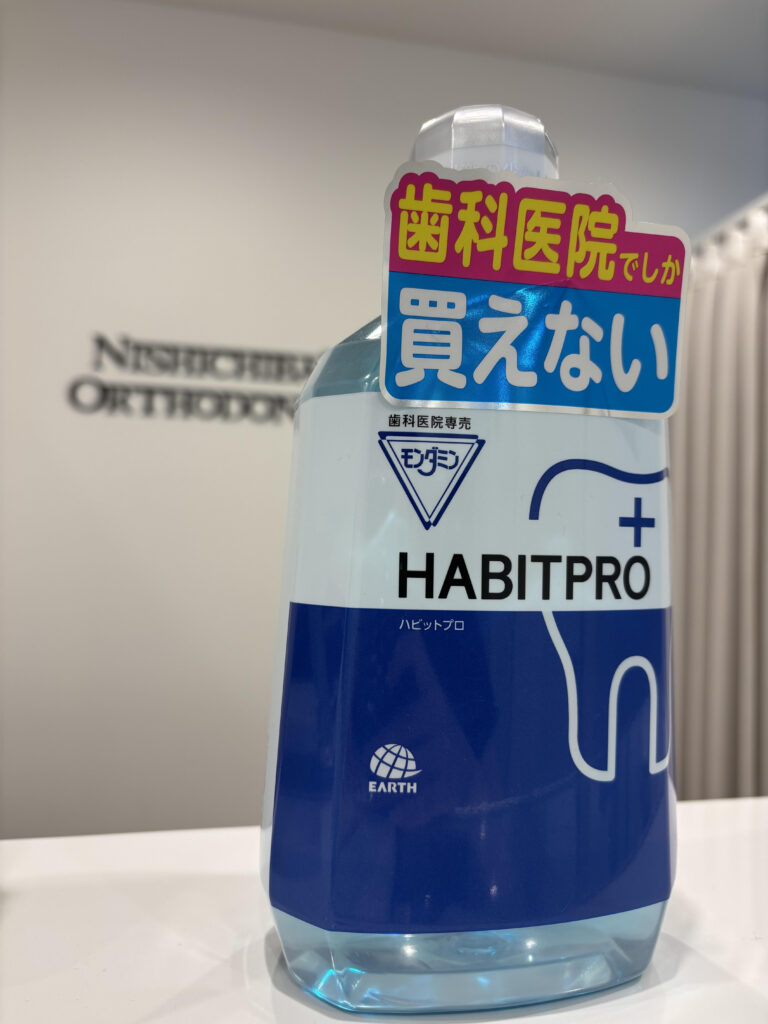 歯科医院でしか
買えない
NISHICHIBA
歯科医院専売
モンダミン
HABITPRO
ハビットプロ
EARTH